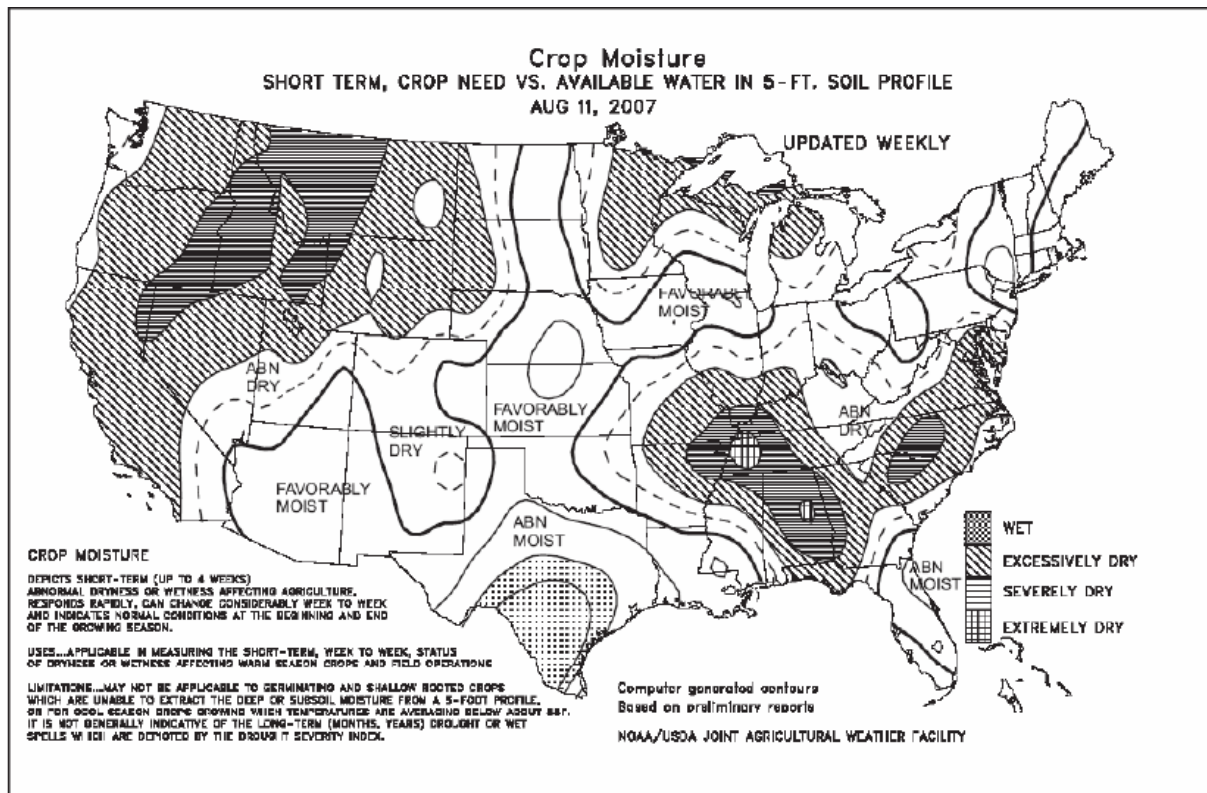 Crop Moisture
SHORT TERM, CROP NEED VS. AVAILABLE WATER IN 5-FT. SOIL PROFILE
AUG 11, 2007
UPDATED WEEKLY
FAVORABLY
MOIST
ABN
DRY
FAVORABLY
MOIST
SLIGHTLY
DRY
ABN
DRY
FAVORABLY
MOIST
ABN
MOIST
ABN
MOIST
WET
EXCESSIVELY DRY
SEVERELY DRY
EXTREMELY DRY
CROP MOISTURE
DEPICTS SHORT-TERM (UP TO 4 WEEKS)
ABNORMAL DRYNESS OR WETNESS AFFECTING AGRICULTURE,
RESPONDS RAPIDLY, CAN CHANGE CONSIDERABLY WEEK TO WEEK
AND INDICATES NORMAL CONDITIONS AT THE BEGINNING AND END
OF THE GROWING SEASON.
USES...APPLICABLE IN MEASURING THE SHORT-TERM, WEEK TO WEEK, STATUS
OF DRYNESS OR WETNESS AFFECTING WARM SEASON CROPS AND FIELD OPERATIONS
LIMITATIONS...MAY NOT BE APPLICABLE TO GERMINATING AND SHALLOW ROOTED CROPS
WHICH ARE UNABLE TO EXTRACT THE DEEP OR SUBSOIL MOISTURE FROM A 5-FOOT PROFILE,
OR FOR COOL SEASON CROPS GROWING WHEN TEMPERATURES ARE AVERAGING BELOW ABOUT
IT IS NOT GENERALLY INDICATIVE OF THE LONG-TERM (MONTHS, YEARS) DROUGHT OR WET
SPELLS WHICH ARE DEPICTED BY THE DROUGHT SEVERITY INDEX.
Computer generated contours
Based on preliminary reports
NOAA/USDA JOINT AGRICULTURAL WEATHER FACILITY